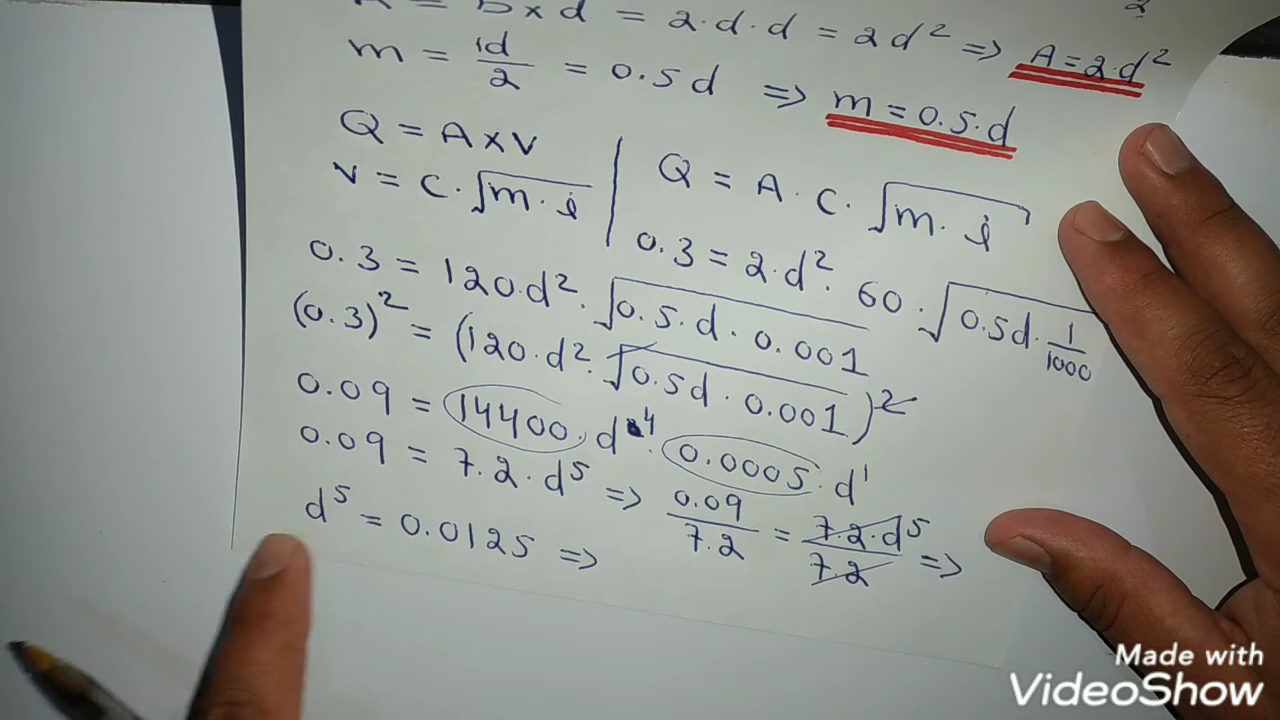 = b x d = 2·d·d = 2d² => A = 2·d²
2
m = 1d/2 = 0.5d => m = 0.5·d
Q = A x V
V = C·√m·i
Q = A·C·√m·i
0.3 = 2·d²·60·√0.5d·1/1000
0.3 = 120·d²·√0.5·d·0.001
(0.3)² = (120·d²·√0.5d·0.001)²
0.09 = 14400·d⁴·0.0005·d¹
0.09 = 7.2·d⁵ => 0.09/7.2 = 7.2·d⁵/7.2 =>
d⁵ = 0.0125 =>
Made with
VideoShow